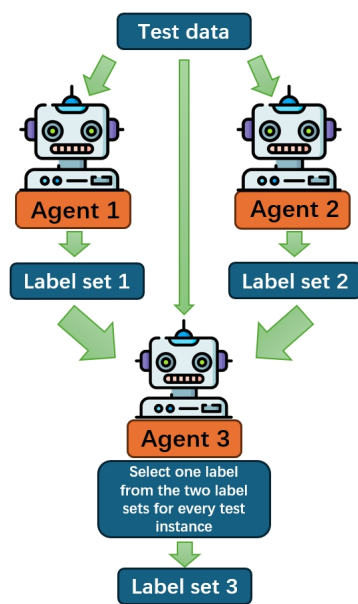 Test data
Agent 1
Agent 2
Label set 1
Label set 2
Agent 3
Select one label
from the two label
sets for every test
instance
Label set 3